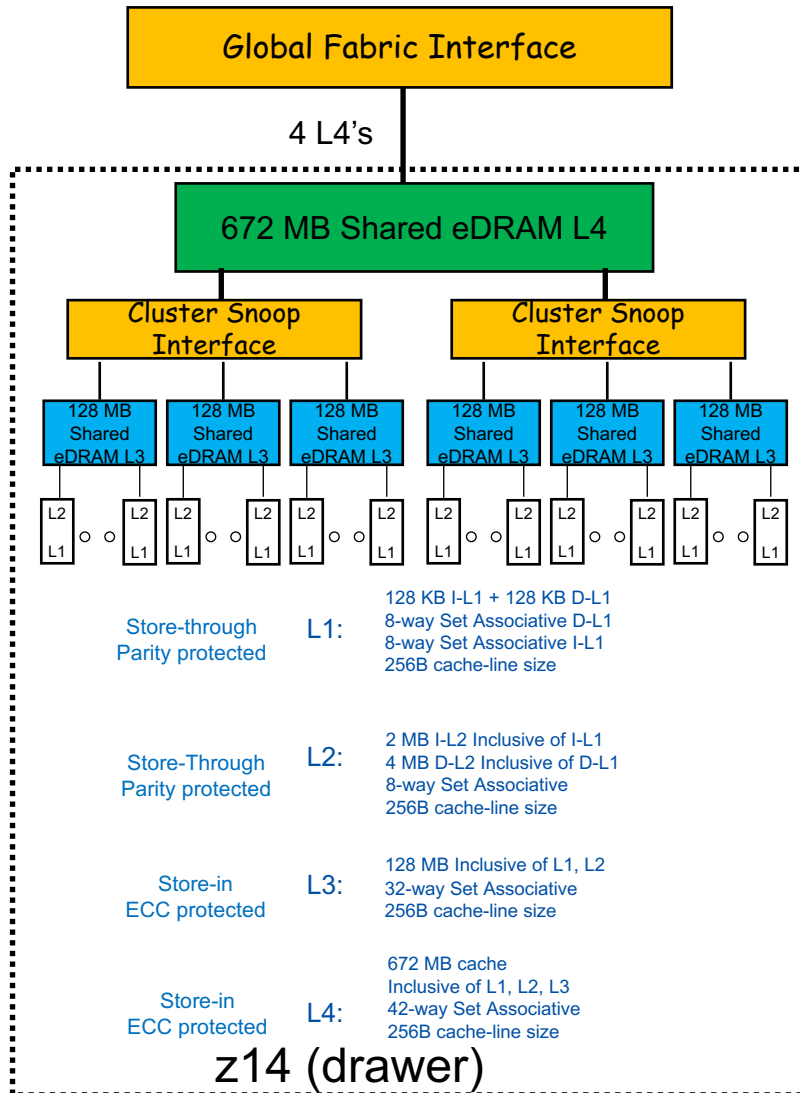 Global Fabric Interface
4 L4's
672 MB Shared eDRAM L4
Cluster Snoop
Interface
Cluster Snoop
Interface
128 MB
Shared
eDRAM L3
128 MB
Shared
eDRAM L3
128 MB
Shared
eDRAM L3
128 MB
Shared
eDRAM L3
128 MB
Shared
eDRAM L3
128 MB
Shared
eDRAM L3
L2
L1
L2
L1
L2
L1
L2
L1
L2
L1
L2
L1
L2
L1
L2
L1
L2
L1
L2
L1
L2
L1
L2
L1
Store-through
Parity protected
L1:
128 KB I-L1 + 128 KB D-L1
8-way Set Associative D-L1
8-way Set Associative I-L1
256B cache-line size
Store-Through
Parity protected
L2:
2 MB I-L2 Inclusive of I-L1
4 MB D-L2 Inclusive of D-L1
8-way Set Associative
256B cache-line size
Store-in
ECC protected
L3:
128 MB Inclusive of L1, L2
32-way Set Associative
256B cache-line size
Store-in
ECC protected
L4:
672 MB cache
Inclusive of L1, L2, L3
42-way Set Associative
256B cache-line size
z14 (drawer)